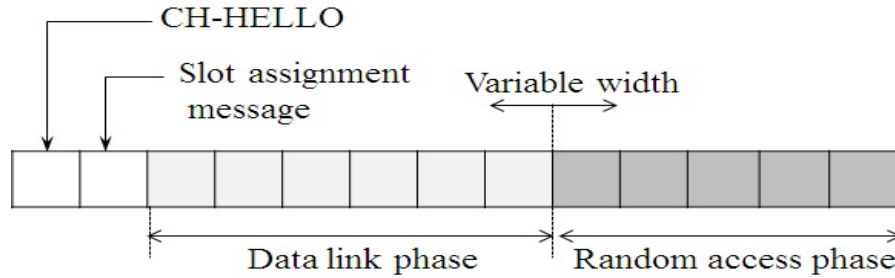 CH-HELLO
Slot assignment
message
Variable width
Data link phase
Random access phase